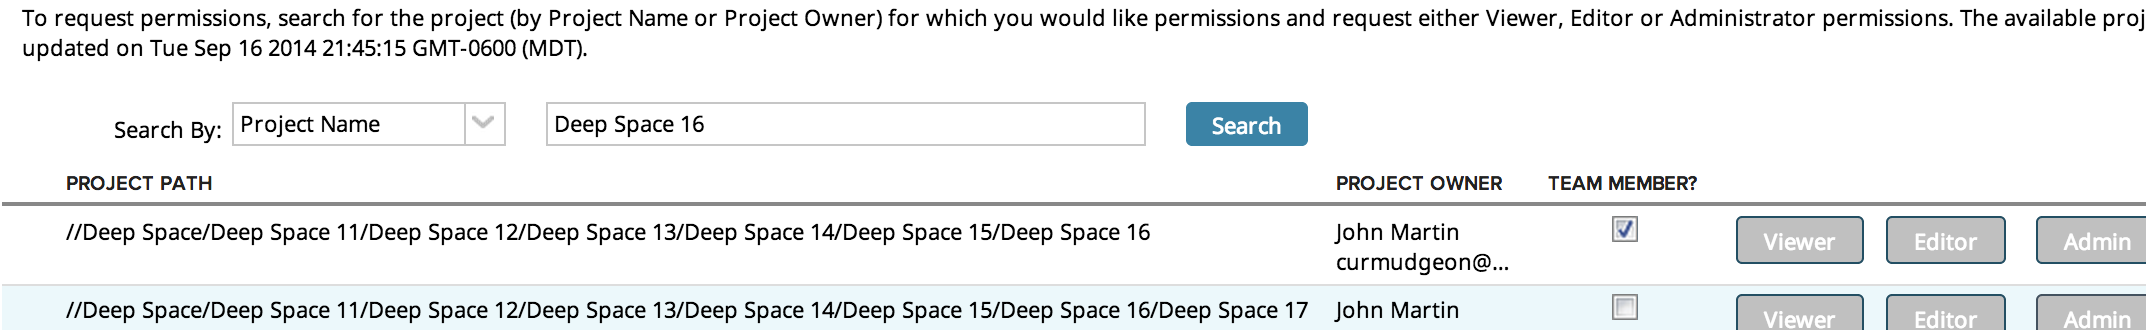 To request permissions, search for the project (by Project Name or Project Owner) for which you would like permissions and request either Viewer, Editor or Administrator permissions. The available proj
updated on Tue Sep 16 2014 21:45:15 GMT-0600 (MDT).
Search By: Project Name Deep Space 16 Search
PROJECT PATH PROJECT OWNER TEAM MEMBER?
//Deep Space/Deep Space 11/Deep Space 12/Deep Space 13/Deep Space 14/Deep Space 15/Deep Space 16 John Martin Viewer Editor Admin
curmudgeon@...
//Deep Space/Deep Space 11/Deep Space 12/Deep Space 13/Deep Space 14/Deep Space 15/Deep Space 16/Deep Space 17 John Martin Viewer Editor Admin